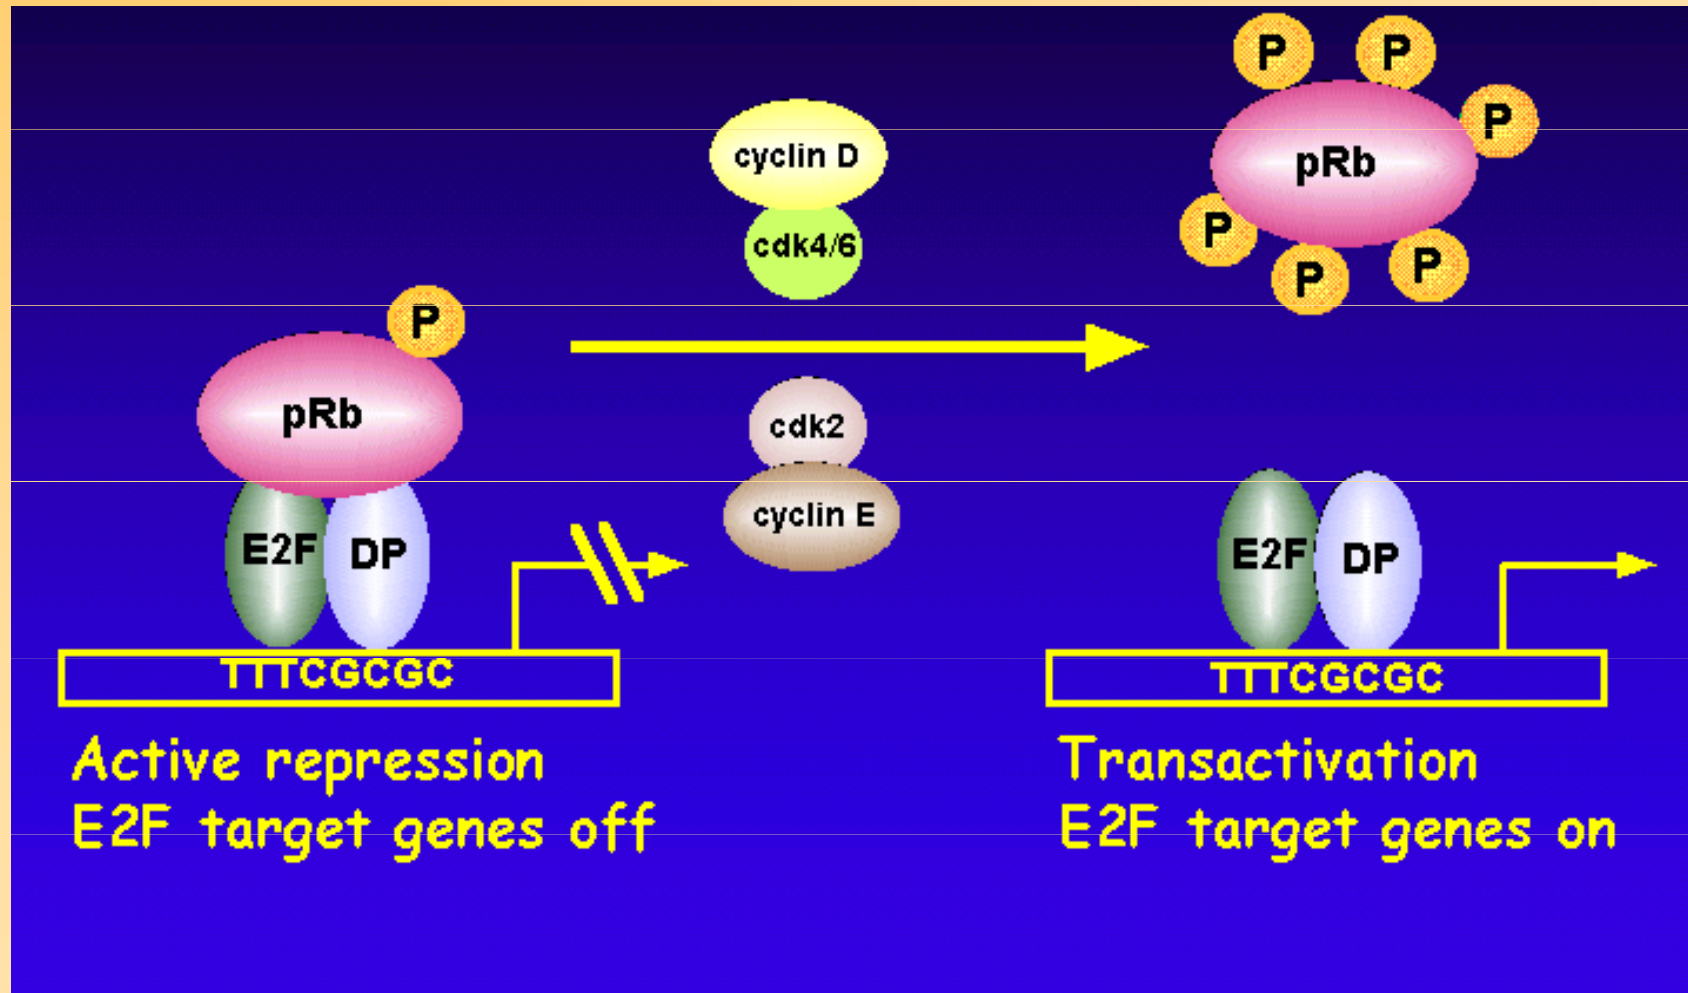 P
pRb
E2F DP
TTTCGCGC
Active repression
E2F target genes off
cyclin D
cdk4/6
cdk2
cyclin E
P P
P
pRb
P
P
P
E2F DP
TTTCGCGC
Transactivation
E2F target genes on